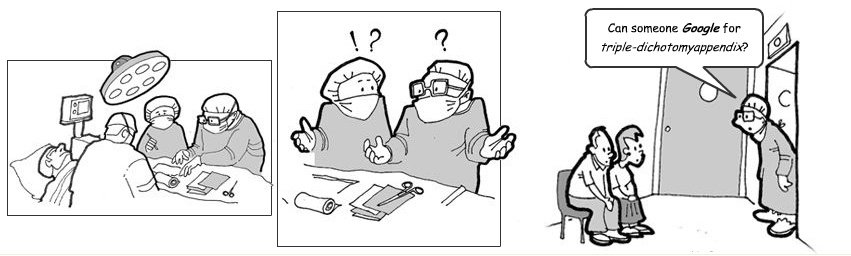 ! ?
?
Can someone Google for
triple-dichotomyappendix?